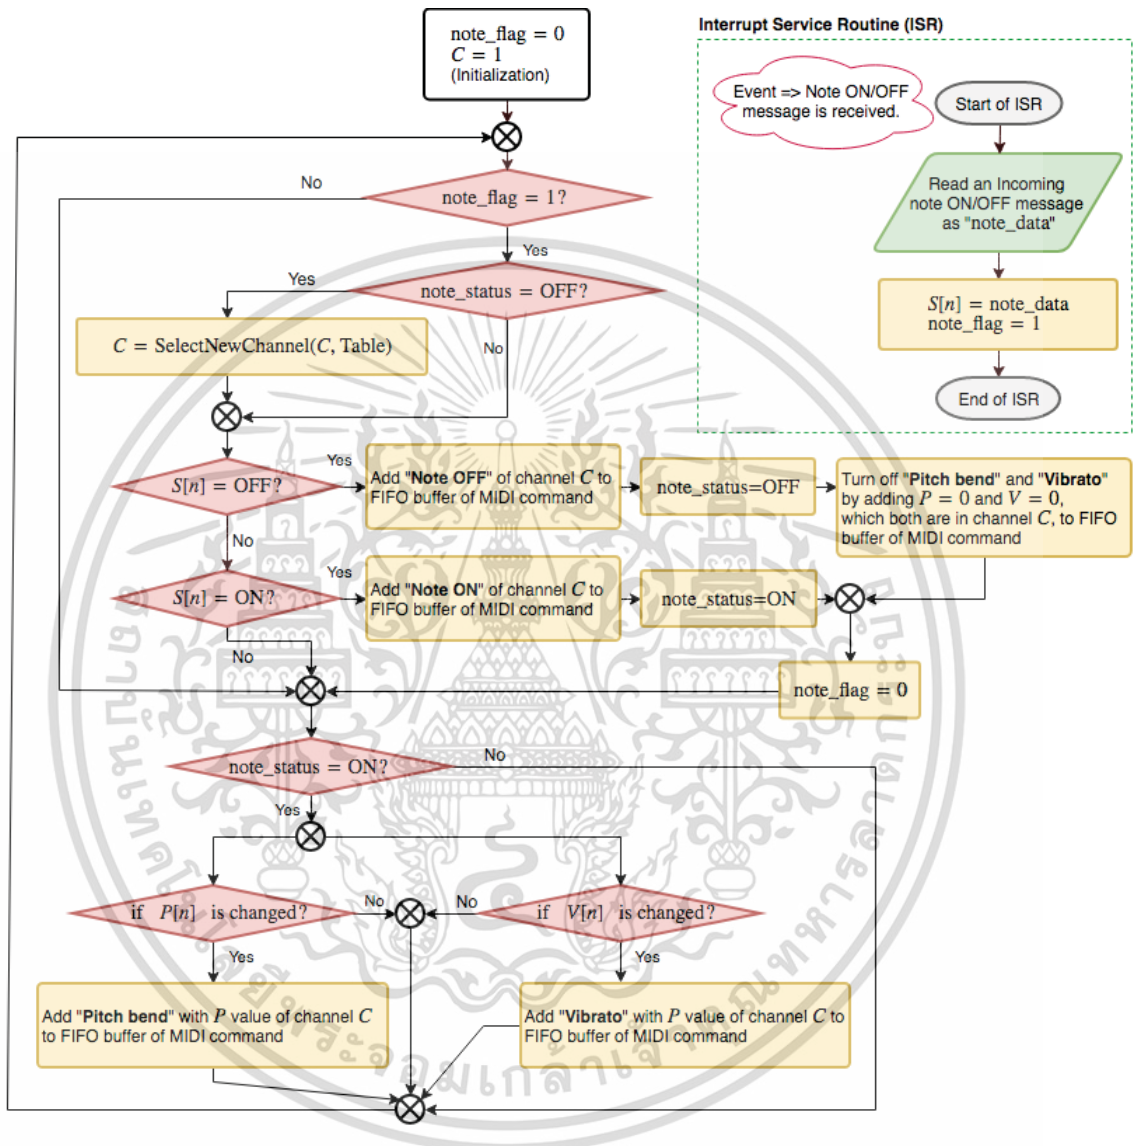 note_flag = 0
C = 1
(Initialization)
Interrupt Service Routine (ISR)
Event => Note ON/OFF
message is received.
Start of ISR
Read an Incoming
note ON/OFF message
as "note_data"
S[n] = note_data
note_flag = 1
End of ISR
No
note_flag = 1?
Yes
Yes
note_status = OFF?
No
C = SelectNewChannel(C, Table)
S[n] = OFF?
Yes
Add "Note OFF" of channel C to
FIFO buffer of MIDI command
note_status=OFF
Turn off "Pitch bend" and "Vibrato"
by adding P = 0 and V = 0,
which both are in channel C, to FIFO
buffer of MIDI command
No
S[n] = ON?
Yes
Add "Note ON" of channel C to
FIFO buffer of MIDI command
note_status=ON
No
note_flag = 0
note_status = ON?
No
Yes
if P[n] is changed?
No
No
if V[n] is changed?
Yes
Yes
Add "Pitch bend" with P value of channel C
to FIFO buffer of MIDI command
Add "Vibrato" with P value of channel C to
FIFO buffer of MIDI command